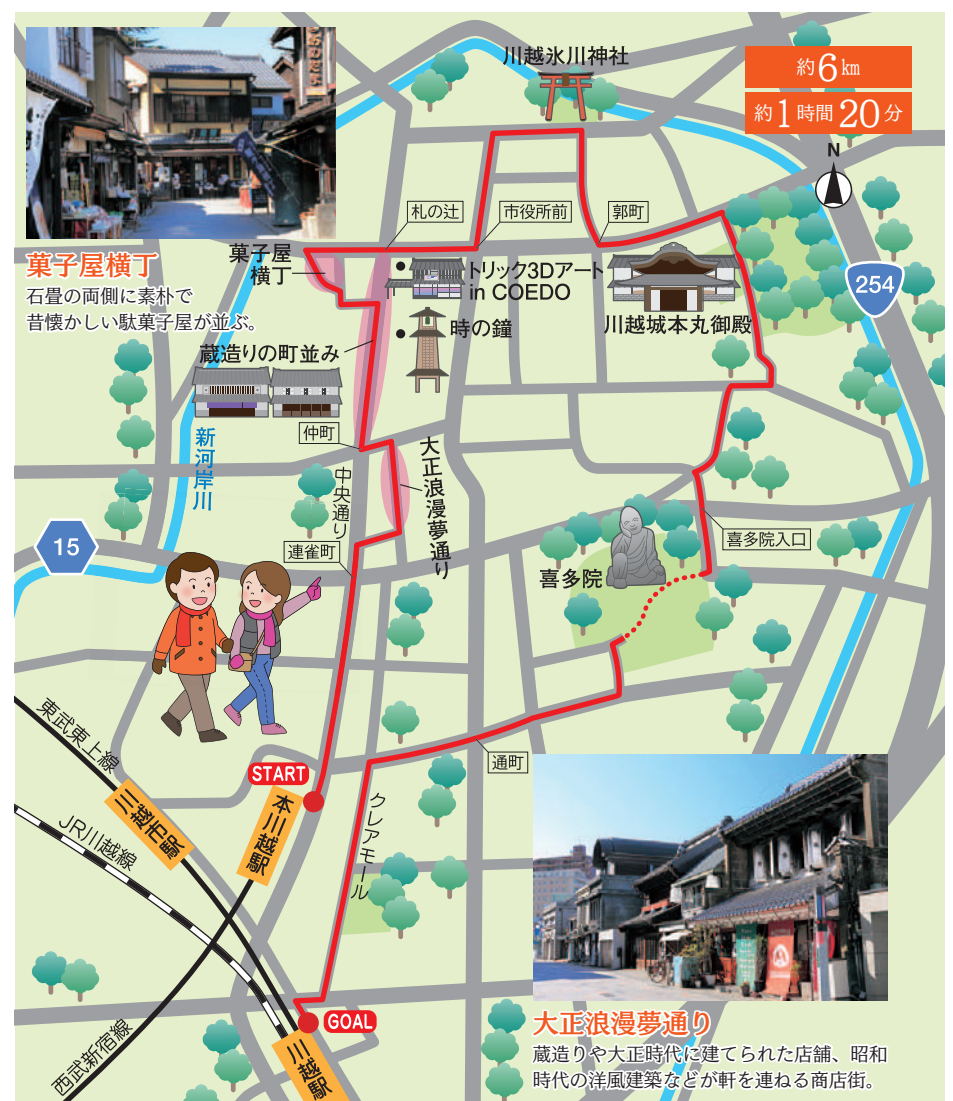 川越氷川神社
約6㎞
約1時間20分
N
札の辻
市役所前
郭町
菓子屋
横丁
トリック3Dアート
in COEDO
川越城本丸御殿
254
菓子屋横丁
石畳の両側に素朴で
昔懐かしい駄菓子屋が並ぶ。
時の鐘
蔵造りの町並み
仲町
新河岸川
大正浪漫夢通り
中央通り
連雀町
15
喜多院入口
喜多院
東武東上線
START
本川越駅
川越市駅
JR川越線
通町
クレアモール
GOAL
川越駅
西武新宿線
大正浪漫夢通り
蔵造りや大正時代に建てられた店舗、昭和
時代の洋風建築などが軒を連ねる商店街。